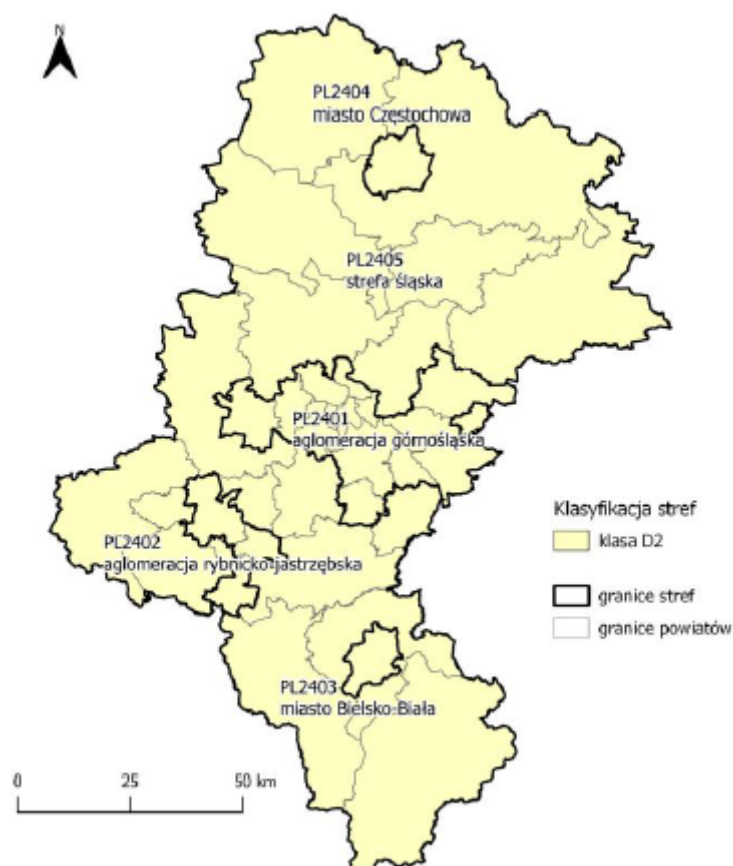 N
PL2404
miasto Częstochowa
PL2405
strefa śląska
PL2401
aglomeracja górnośląska
Klasyfikacja stref
klasa D2
PL2402
aglomeracja rybnicko-jastrzębska
granice stref
granice powiatów
PL2403
miasto Bielsko-Biała
0 25 50 km